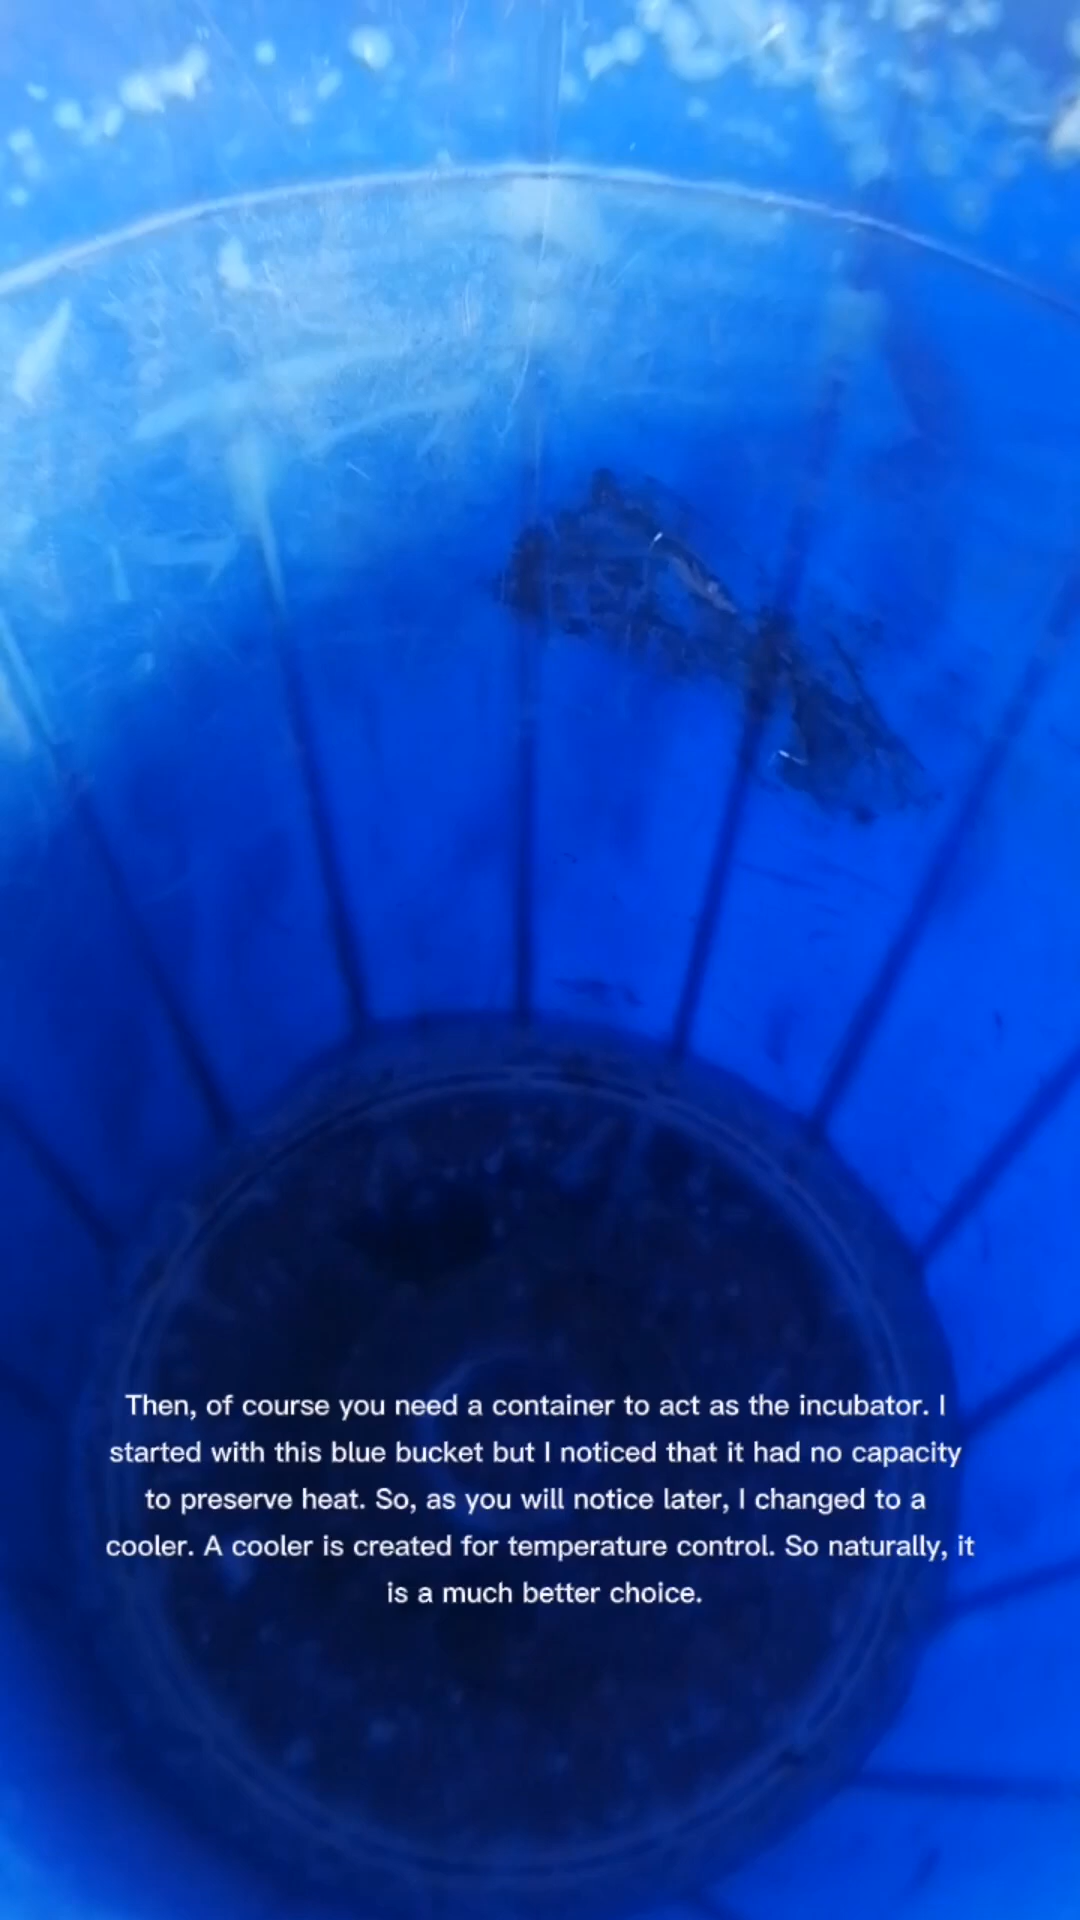 Then, of course you need a container to act as the incubator. I
started with this blue bucket but I noticed that it had no capacity
to preserve heat. So, as you will notice later, I changed to a
cooler. A cooler is created for temperature control. So naturally, it
is a much better choice.